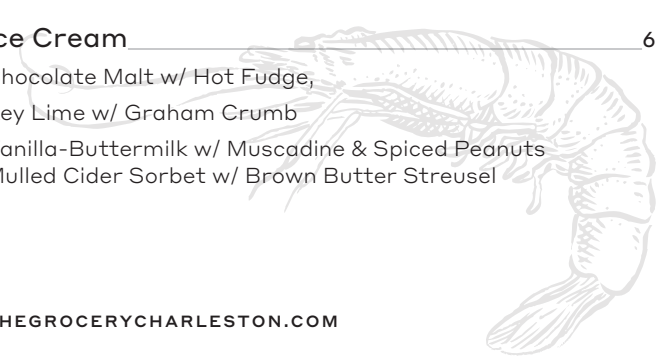 ce Cream 6
hocolate Malt w/ Hot Fudge,
ey Lime w/ Graham Crumb
anilla-Buttermilk w/ Muscadine & Spiced Peanuts
Mulled Cider Sorbet w/ Brown Butter Streusel
HEGROCERYCHARLESTON.COM